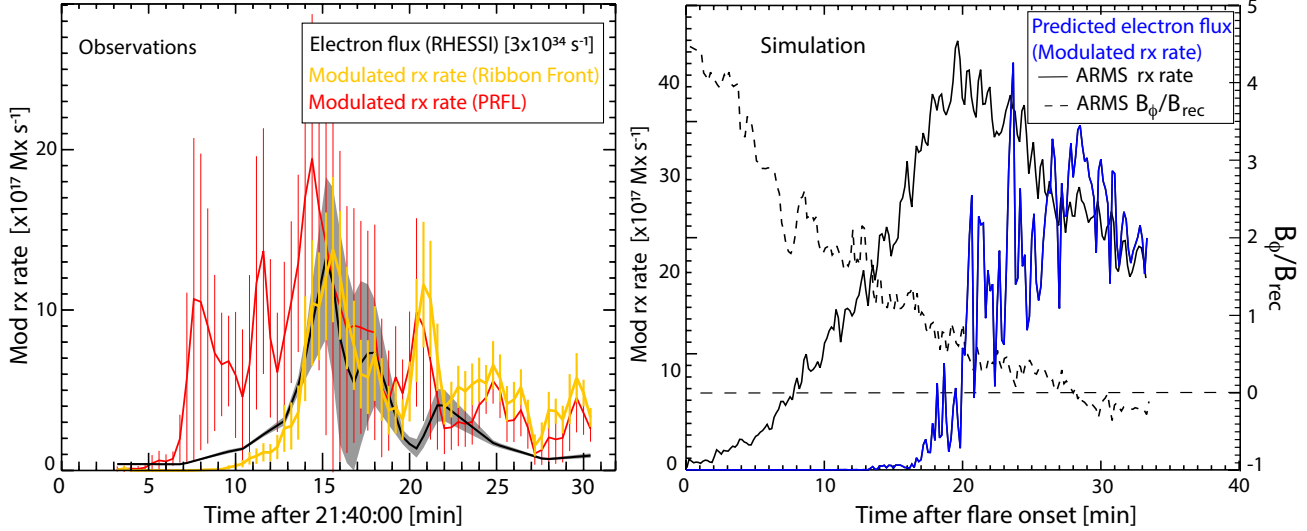 Observations
Electron flux (RHESSI) [3x10³⁴ s⁻¹]
Modulated rx rate (Ribbon Front)
Modulated rx rate (PRFL)
Mod rx rate [x10¹⁷ Mx s⁻¹]
20
10
0
0 5 10 15 20 25 30
Time after 21:40:00 [min]
Simulation
Predicted electron flux
(Modulated rx rate)
ARMS rx rate
ARMS Bϕ/Brec
Mod rx rate [x10¹⁷ Mx s⁻¹]
40
30
20
10
0
0 10 20 30 40
Time after flare onset [min]
5
4
3
2
1
0
-1
Bϕ/Brec